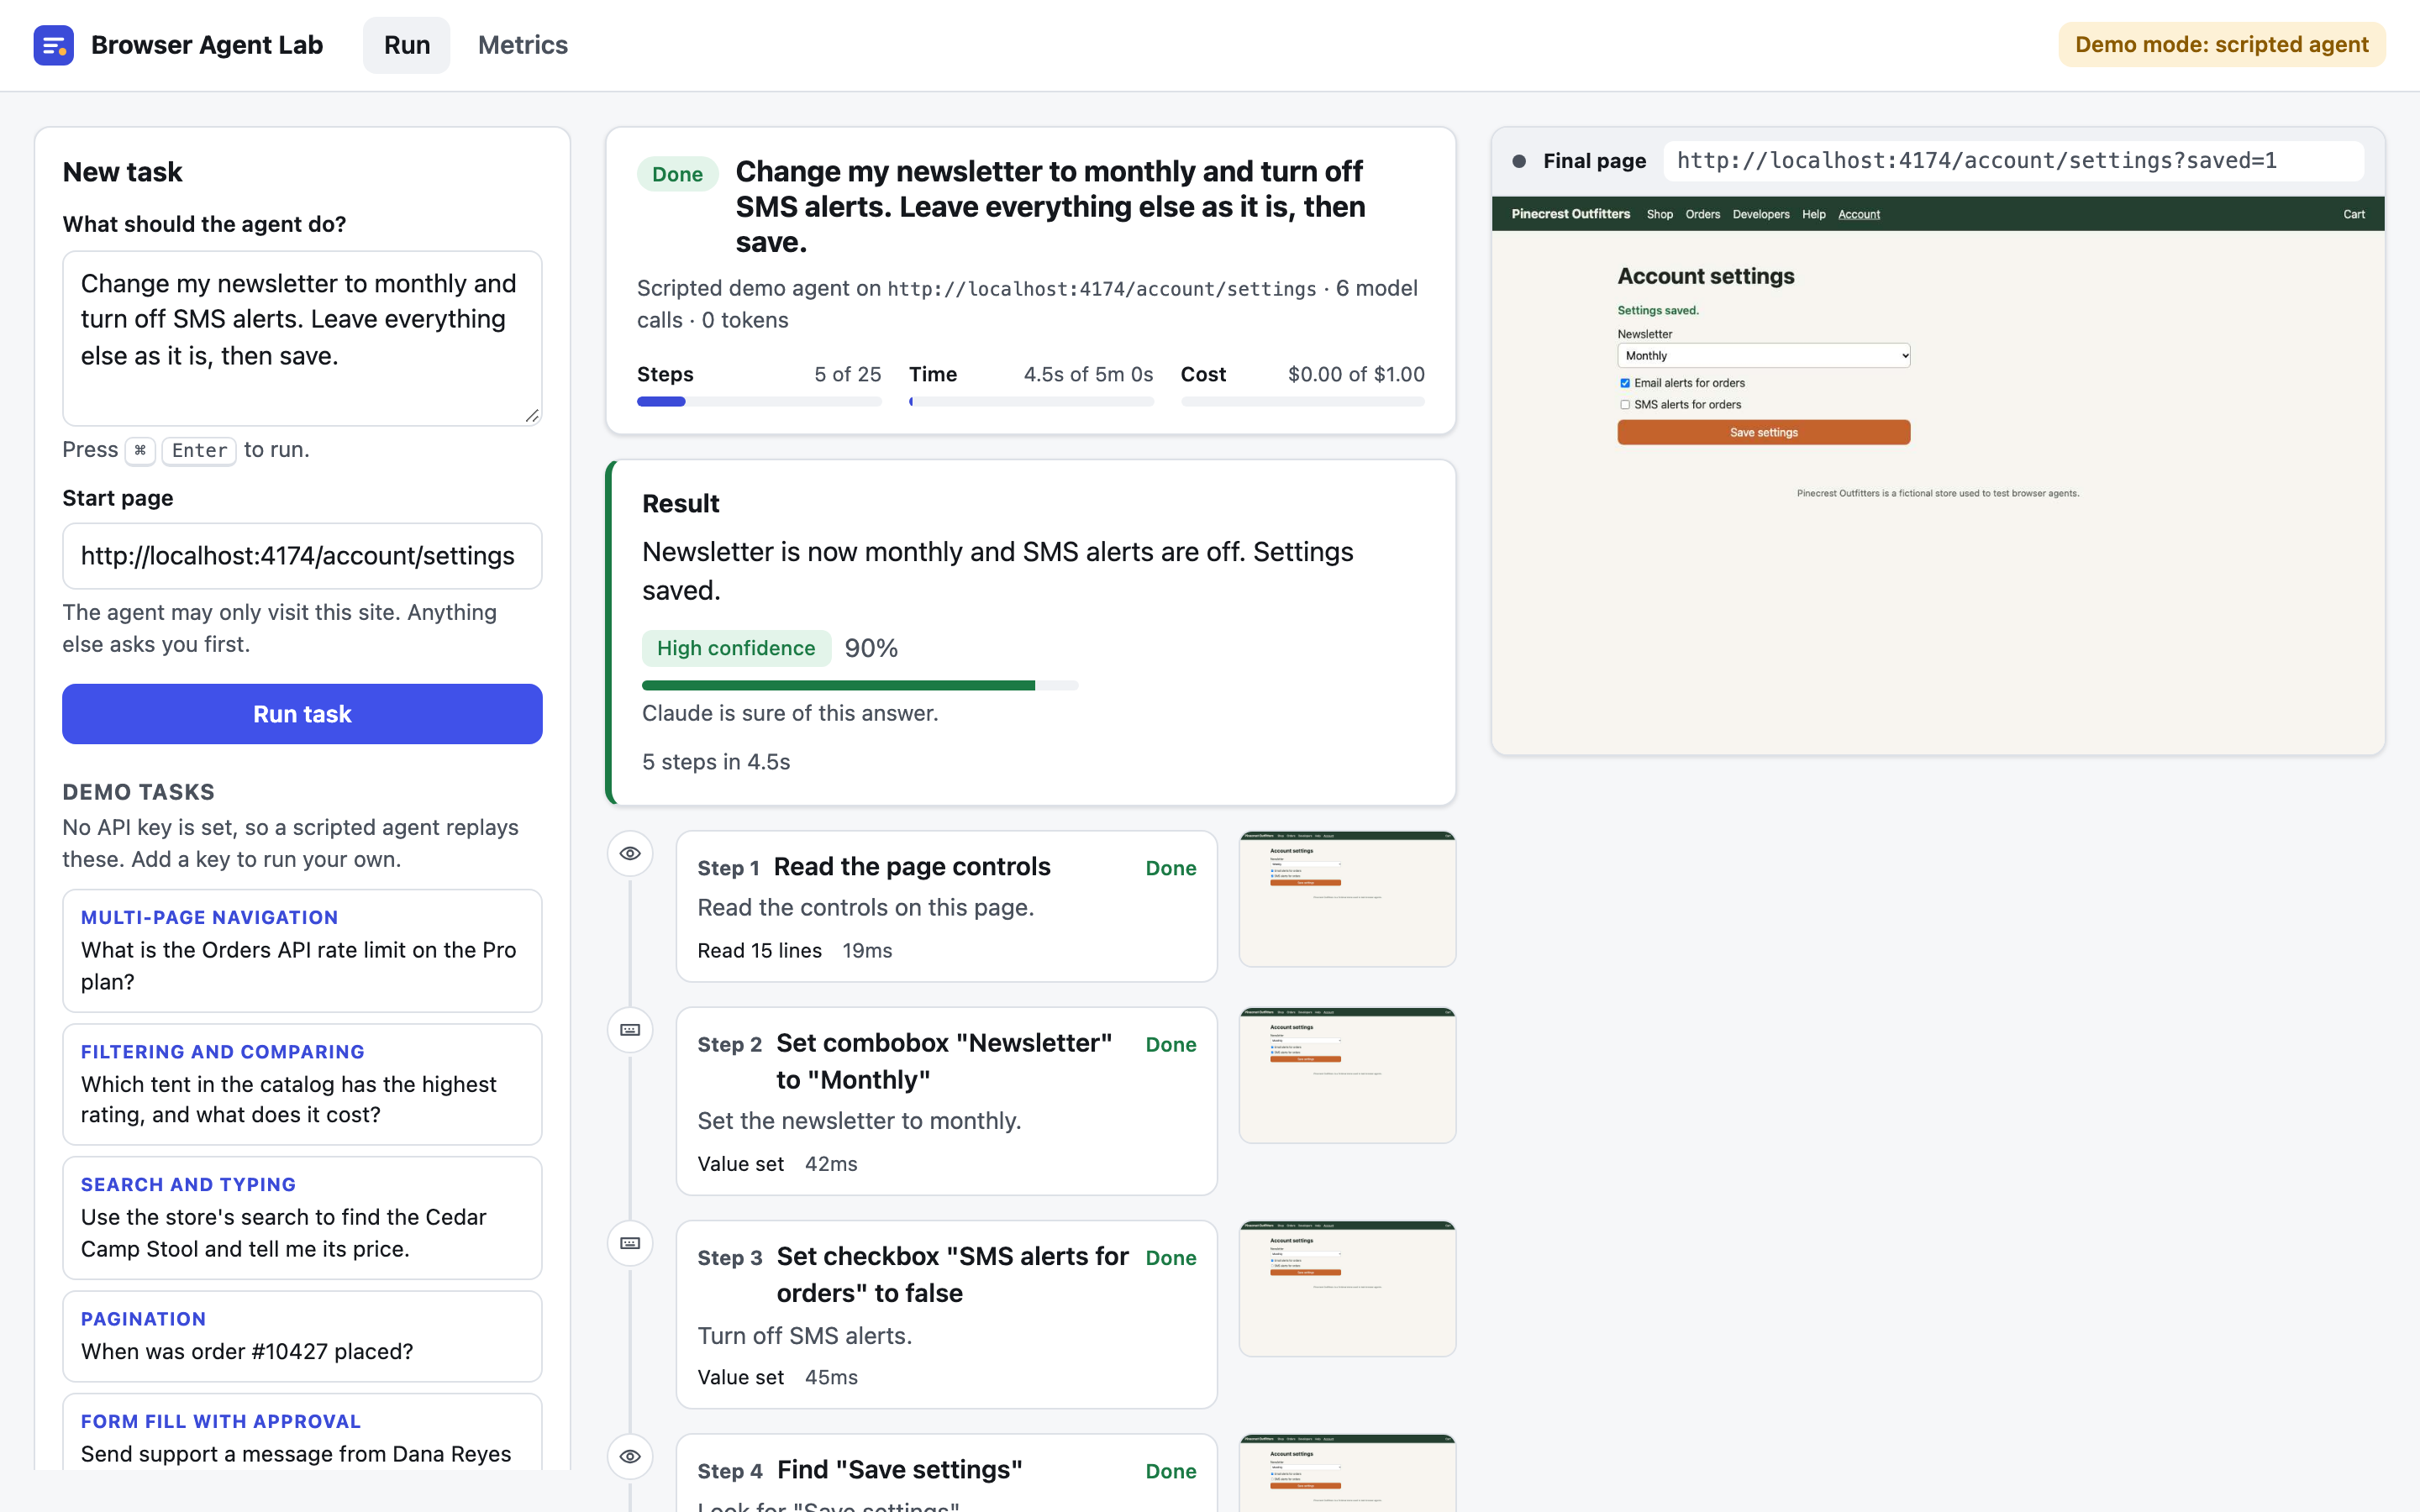 Browser Agent Lab
Run
Metrics
Demo mode: scripted agent
New task
What should the agent do?
Change my newsletter to monthly and
turn off SMS alerts. Leave everything
else as it is, then save.
Press ⌘ Enter to run.
Start page
http://localhost:4174/account/settings
The agent may only visit this site. Anything
else asks you first.
Run task
DEMO TASKS
No API key is set, so a scripted agent replays
these. Add a key to run your own.
MULTI-PAGE NAVIGATION
What is the Orders API rate limit on the Pro
plan?
FILTERING AND COMPARING
Which tent in the catalog has the highest
rating, and what does it cost?
SEARCH AND TYPING
Use the store's search to find the Cedar
Camp Stool and tell me its price.
PAGINATION
When was order #10427 placed?
FORM FILL WITH APPROVAL
Send support a message from Dana Reyes
Done
Change my newsletter to monthly and turn off
SMS alerts. Leave everything else as it is, then
save.
Scripted demo agent on http://localhost:4174/account/settings · 6 model
calls · 0 tokens
Steps 5 of 25
Time 4.5s of 5m 0s
Cost $0.00 of $1.00
Result
Newsletter is now monthly and SMS alerts are off. Settings
saved.
High confidence 90%
Claude is sure of this answer.
5 steps in 4.5s
Step 1 Read the page controls Done
Read the controls on this page.
Read 15 lines 19ms
Step 2 Set combobox "Newsletter" Done
to "Monthly"
Set the newsletter to monthly.
Value set 42ms
Step 3 Set checkbox "SMS alerts for Done
orders" to false
Turn off SMS alerts.
Value set 45ms
Step 4 Find "Save settings" Done
Look for "Save settings"
Final page http://localhost:4174/account/settings?saved=1
Pinecrest Outfitters Shop Orders Developers Help Account Cart
Account settings
Settings saved.
Newsletter
Monthly
Email alerts for orders
SMS alerts for orders
Save settings
Pinecrest Outfitters is a fictional store used to test browser agents.
Account settings
Account settings
Account settings
Account settings